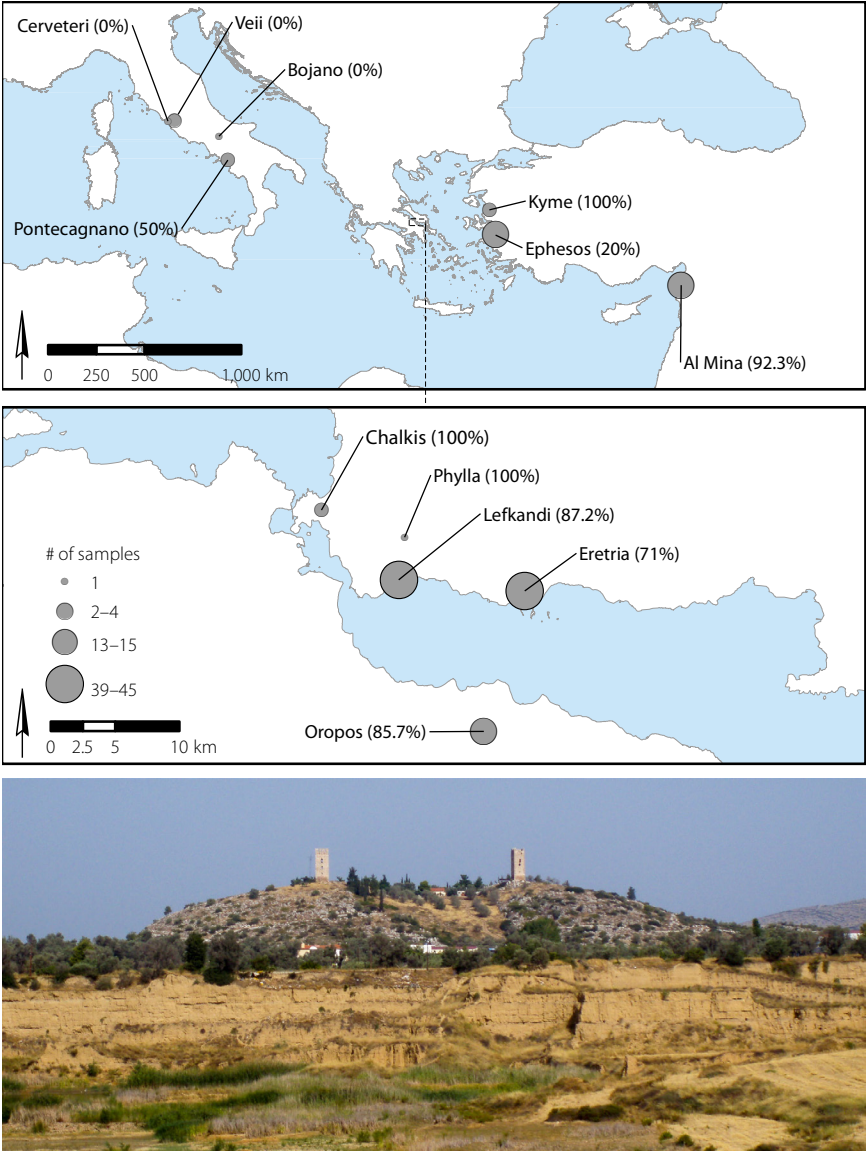 Cerveteri (0%)
Veii (0%)
Bojano (0%)
Pontecagnano (50%)
Kyme (100%)
Ephesos (20%)
Al Mina (92.3%)
0 250 500 1,000 km
Chalkis (100%)
Phylla (100%)
Lefkandi (87.2%)
Eretria (71%)
# of samples
1
2–4
13–15
39–45
Oropos (85.7%)
0 2.5 5 10 km